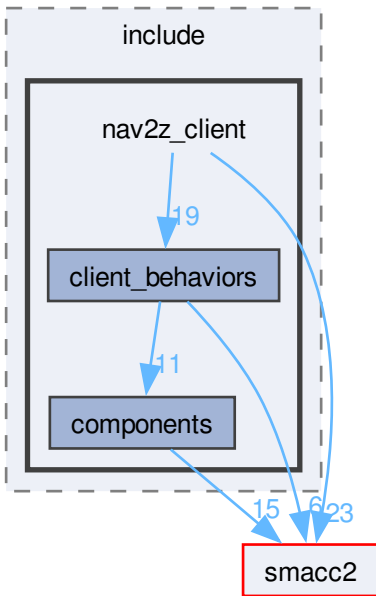 include
nav2z_client
19
client_behaviors
11
components
15
6
23
smacc2